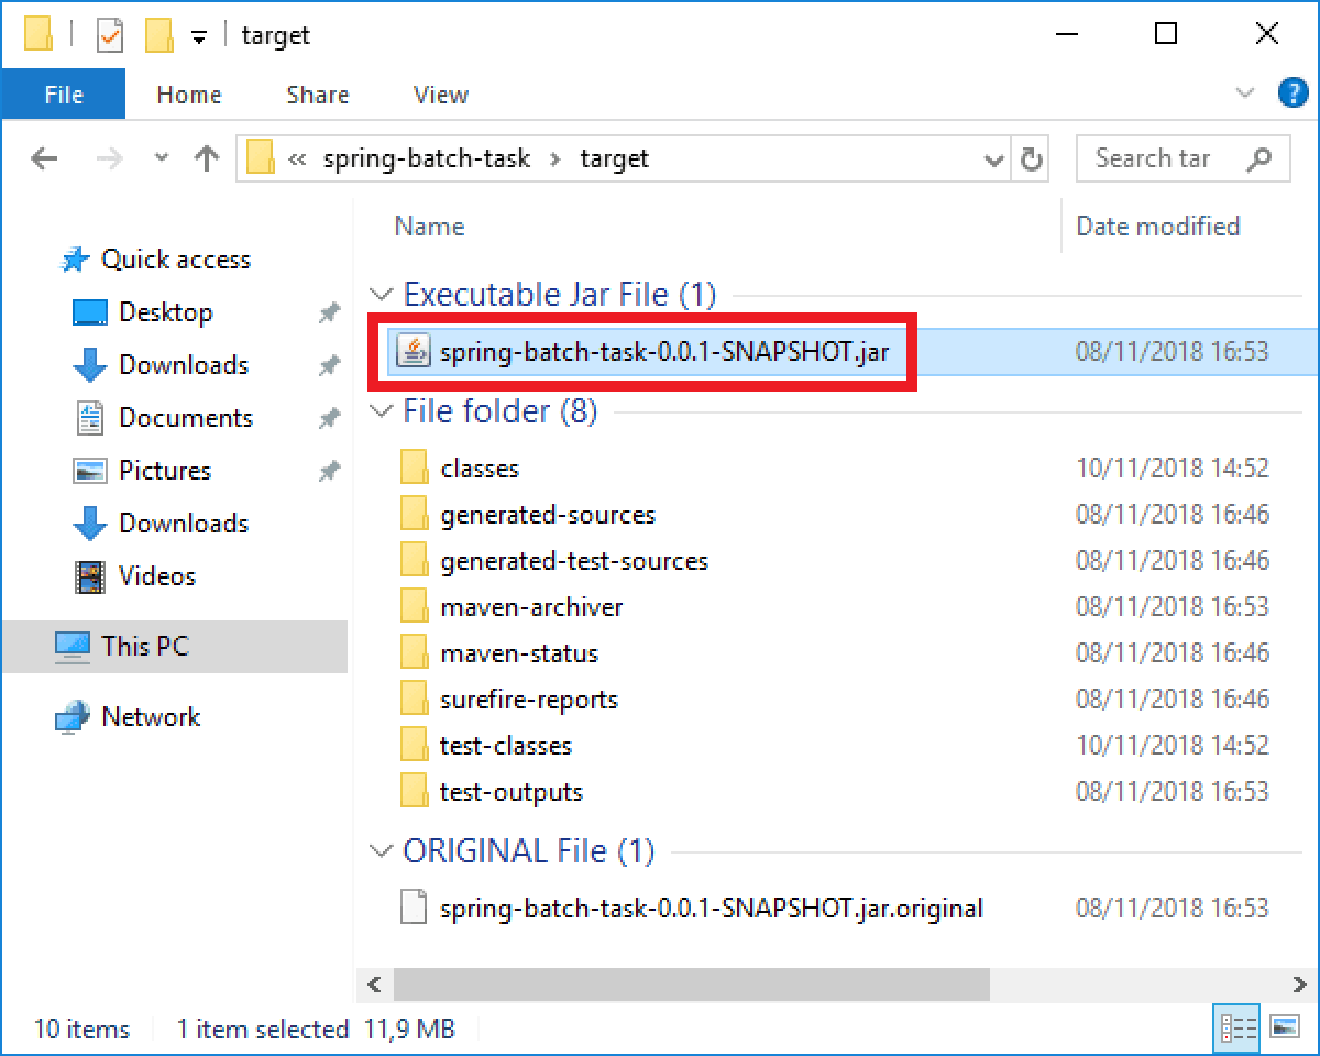 target
File Home Share View ?
« spring-batch-task > target Search tar
Name Date modified
Quick access
Desktop
Downloads
Documents
Pictures
Downloads
Videos
This PC
Network
Executable Jar File (1)
spring-batch-task-0.0.1-SNAPSHOT.jar 08/11/2018 16:53
File folder (8)
classes 10/11/2018 14:52
generated-sources 08/11/2018 16:46
generated-test-sources 08/11/2018 16:46
maven-archiver 08/11/2018 16:53
maven-status 08/11/2018 16:46
surefire-reports 08/11/2018 16:46
test-classes 10/11/2018 14:52
test-outputs 08/11/2018 16:53
ORIGINAL File (1)
spring-batch-task-0.0.1-SNAPSHOT.jar.original 08/11/2018 16:53
10 items 1 item selected 11,9 MB